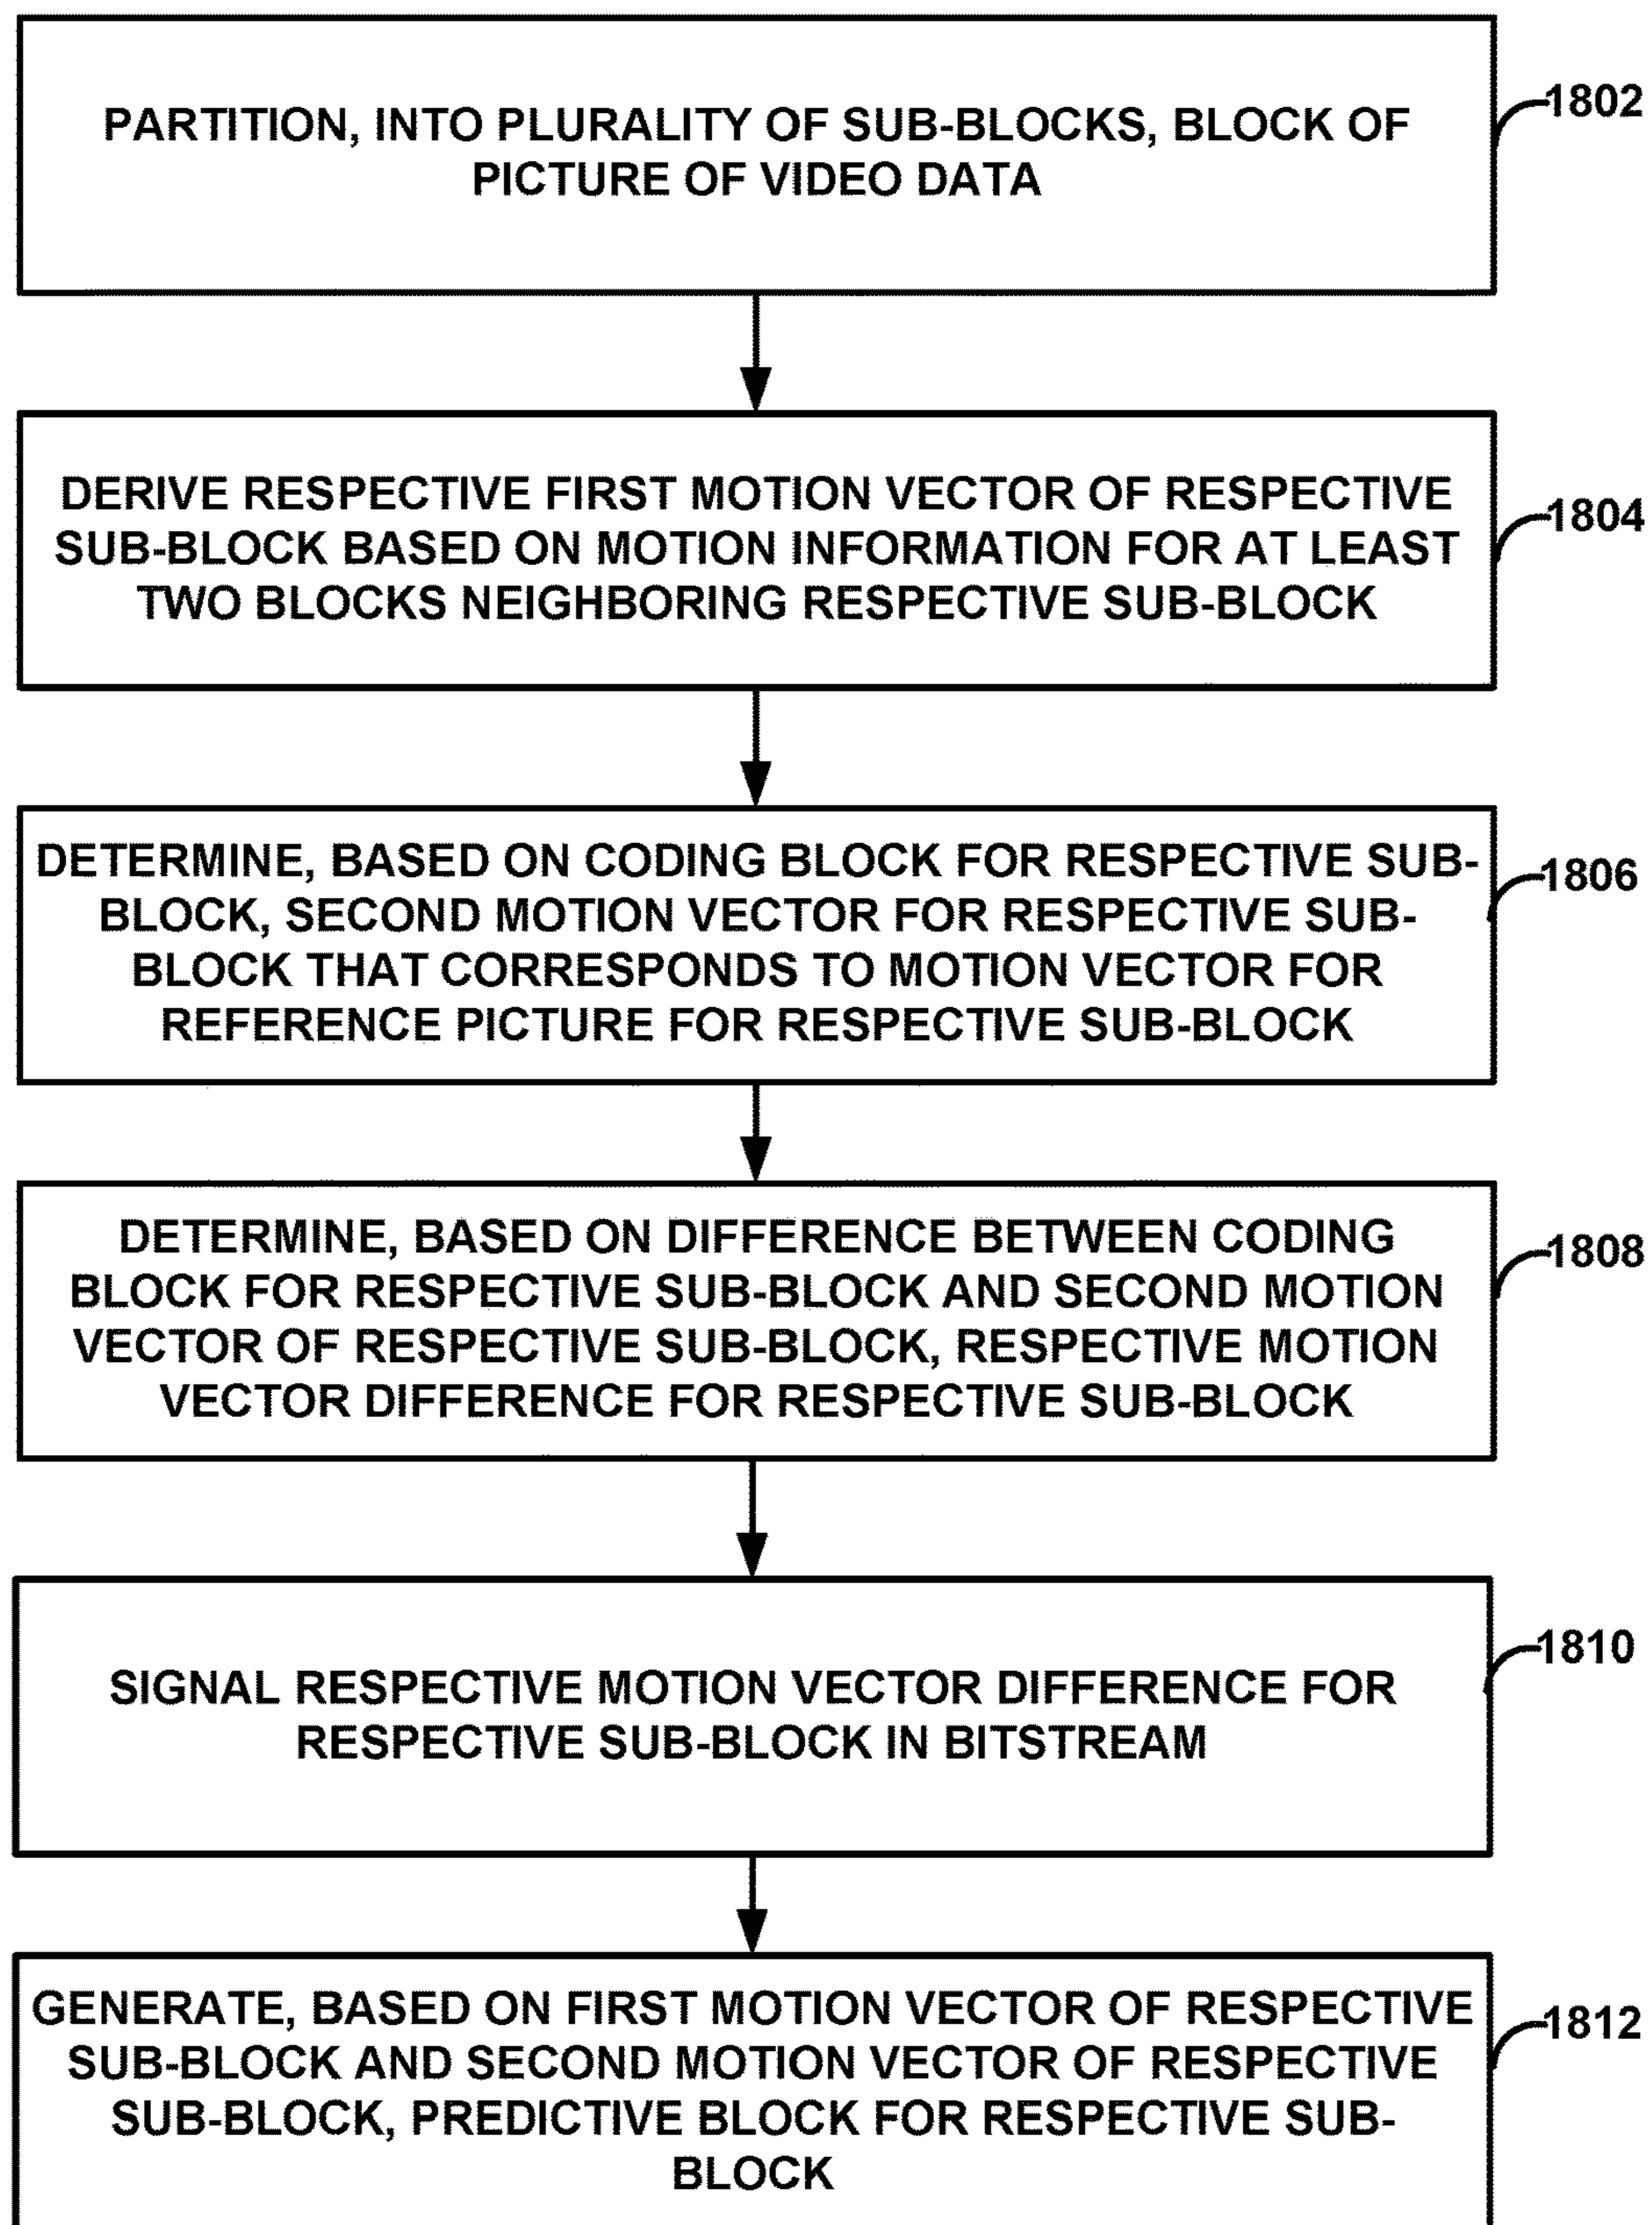 PARTITION, INTO PLURALITY OF SUB-BLOCKS, BLOCK OF
PICTURE OF VIDEO DATA
1802
DERIVE RESPECTIVE FIRST MOTION VECTOR OF RESPECTIVE
SUB-BLOCK BASED ON MOTION INFORMATION FOR AT LEAST
TWO BLOCKS NEIGHBORING RESPECTIVE SUB-BLOCK
1804
DETERMINE, BASED ON CODING BLOCK FOR RESPECTIVE SUB-
BLOCK, SECOND MOTION VECTOR FOR RESPECTIVE SUB-
BLOCK THAT CORRESPONDS TO MOTION VECTOR FOR
REFERENCE PICTURE FOR RESPECTIVE SUB-BLOCK
1806
DETERMINE, BASED ON DIFFERENCE BETWEEN CODING
BLOCK FOR RESPECTIVE SUB-BLOCK AND SECOND MOTION
VECTOR OF RESPECTIVE SUB-BLOCK, RESPECTIVE MOTION
VECTOR DIFFERENCE FOR RESPECTIVE SUB-BLOCK
1808
SIGNAL RESPECTIVE MOTION VECTOR DIFFERENCE FOR
RESPECTIVE SUB-BLOCK IN BITSTREAM
1810
GENERATE, BASED ON FIRST MOTION VECTOR OF RESPECTIVE
SUB-BLOCK AND SECOND MOTION VECTOR OF RESPECTIVE
SUB-BLOCK, PREDICTIVE BLOCK FOR RESPECTIVE SUB-
BLOCK
1812